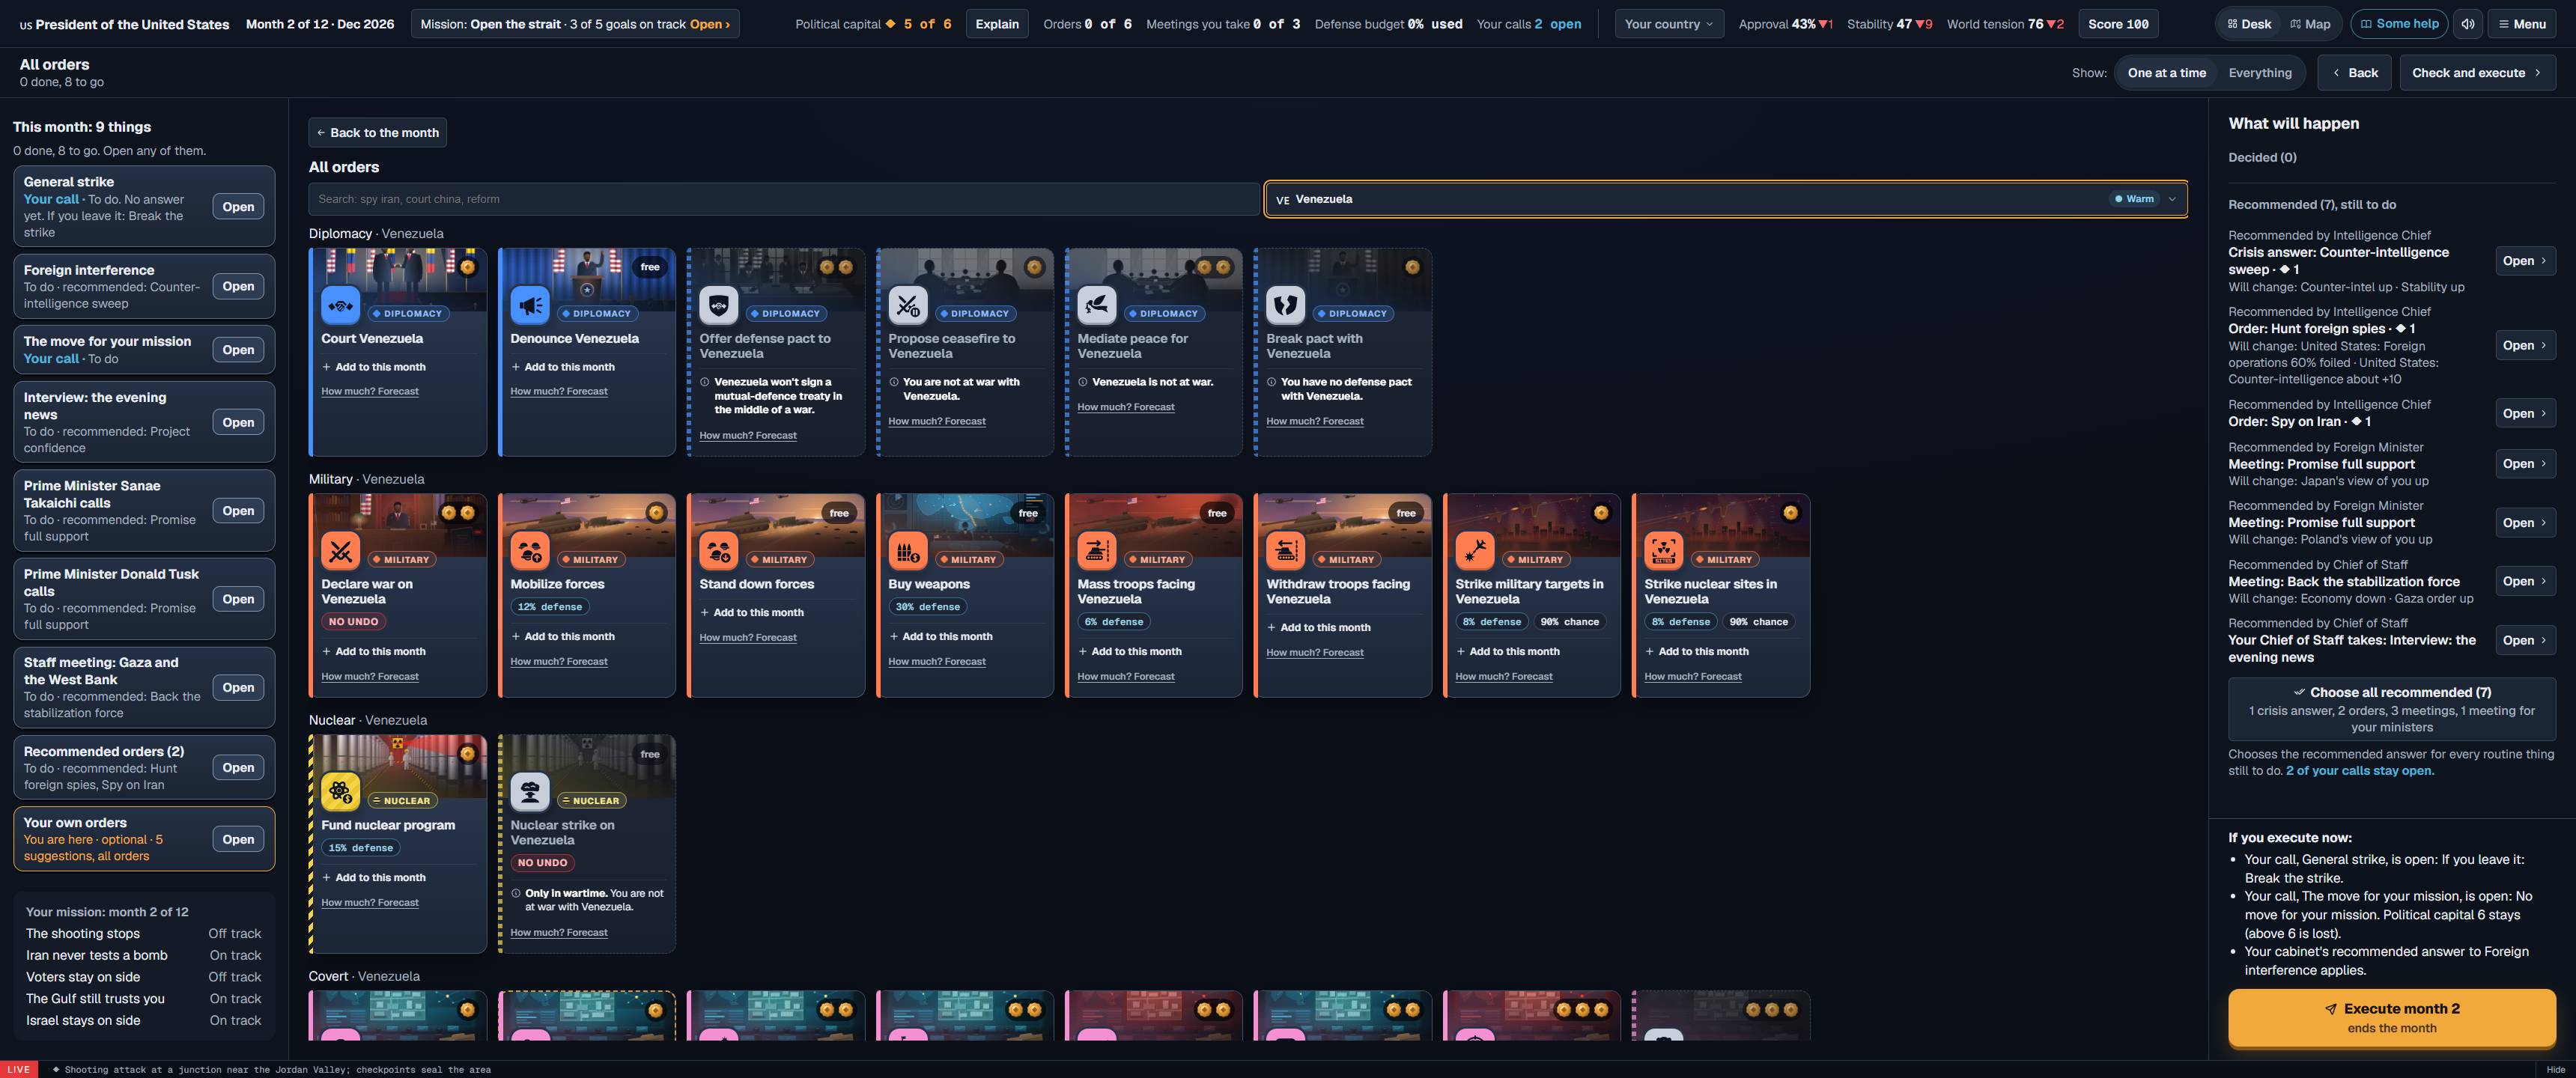 US President of the United States
Month 2 of 12 · Dec 2026
Mission: Open the strait · 3 of 5 goals on track Open ›
Political capital 5 of 6
Explain
Orders 0 of 6
Meetings you take 0 of 3
Defense budget 0% used
Your calls 2 open
Your country
Approval 43% ▼1
Stability 47 ▼9
World tension 76 ▼2
Score 100
Desk
Map
Some help
Menu
All orders
0 done, 8 to go
Show:
One at a time
Everything
Back
Check and execute
This month: 9 things
0 done, 8 to go. Open any of them.
General strike
Your call · To do. No answer
yet. If you leave it: Break the
strike
Open
Foreign interference
To do · recommended: Counter-
intelligence sweep
Open
The move for your mission
Your call · To do
Open
Interview: the evening
news
To do · recommended: Project
confidence
Open
Prime Minister Sanae
Takaichi calls
To do · recommended: Promise
full support
Open
Prime Minister Donald Tusk
calls
To do · recommended: Promise
full support
Open
Staff meeting: Gaza and
the West Bank
To do · recommended: Back the
stabilization force
Open
Recommended orders (2)
To do · recommended: Hunt
foreign spies, Spy on Iran
Open
Your own orders
You are here · optional · 5
suggestions, all orders
Open
Your mission: month 2 of 12
The shooting stops Off track
Iran never tests a bomb On track
Voters stay on side Off track
The Gulf still trusts you On track
Israel stays on side On track
← Back to the month
All orders
Search: spy iran, court china, reform
VE Venezuela
Warm
Diplomacy · Venezuela
DIPLOMACY
Court Venezuela
+ Add to this month
How much? Forecast
free
DIPLOMACY
Denounce Venezuela
+ Add to this month
How much? Forecast
DIPLOMACY
Offer defense pact to
Venezuela
Venezuela won't sign a
mutual-defence treaty in
the middle of a war.
How much? Forecast
DIPLOMACY
Propose ceasefire to
Venezuela
You are not at war with
Venezuela.
How much? Forecast
DIPLOMACY
Mediate peace for
Venezuela
Venezuela is not at war.
How much? Forecast
DIPLOMACY
Break pact with
Venezuela
You have no defense pact
with Venezuela.
How much? Forecast
Military · Venezuela
MILITARY
Declare war on
Venezuela
NO UNDO
+ Add to this month
How much? Forecast
MILITARY
Mobilize forces
12% defense
+ Add to this month
How much? Forecast
free
MILITARY
Stand down forces
+ Add to this month
How much? Forecast
free
MILITARY
Buy weapons
30% defense
+ Add to this month
How much? Forecast
free
MILITARY
Mass troops facing
Venezuela
6% defense
+ Add to this month
How much? Forecast
free
MILITARY
Withdraw troops facing
Venezuela
+ Add to this month
How much? Forecast
MILITARY
Strike military targets in
Venezuela
8% defense 90% chance
+ Add to this month
How much? Forecast
MILITARY
Strike nuclear sites in
Venezuela
8% defense 90% chance
+ Add to this month
How much? Forecast
Nuclear · Venezuela
NUCLEAR
Fund nuclear program
15% defense
+ Add to this month
How much? Forecast
free
NUCLEAR
Nuclear strike on
Venezuela
NO UNDO
Only in wartime. You are not
at war with Venezuela.
How much? Forecast
Covert · Venezuela
What will happen
Decided (0)
Recommended (7), still to do
Recommended by Intelligence Chief
Crisis answer: Counter-intelligence
sweep · ◆ 1
Will change: Counter-intel up · Stability up
Open ›
Recommended by Intelligence Chief
Order: Hunt foreign spies · ◆ 1
Will change: United States: Foreign
operations 60% foiled · United States:
Counter-intelligence about +10
Open ›
Recommended by Intelligence Chief
Order: Spy on Iran · ◆ 1
Open ›
Recommended by Foreign Minister
Meeting: Promise full support
Will change: Japan's view of you up
Open ›
Recommended by Foreign Minister
Meeting: Promise full support
Will change: Poland's view of you up
Open ›
Recommended by Chief of Staff
Meeting: Back the stabilization force
Will change: Economy down · Gaza order up
Open ›
Recommended by Chief of Staff
Your Chief of Staff takes: Interview: the
evening news
Open ›
Choose all recommended (7)
1 crisis answer, 2 orders, 3 meetings, 1 meeting for
your ministers
Chooses the recommended answer for every routine thing
still to do. 2 of your calls stay open.
If you execute now:
• Your call, General strike, is open: If you leave it:
Break the strike.
• Your call, The move for your mission, is open: No
move for your mission. Political capital 6 stays
(above 6 is lost).
• Your cabinet's recommended answer to Foreign
interference applies.
Execute month 2
ends the month
LIVE
◆ Shooting attack at a junction near the Jordan Valley; checkpoints seal the area
Hide